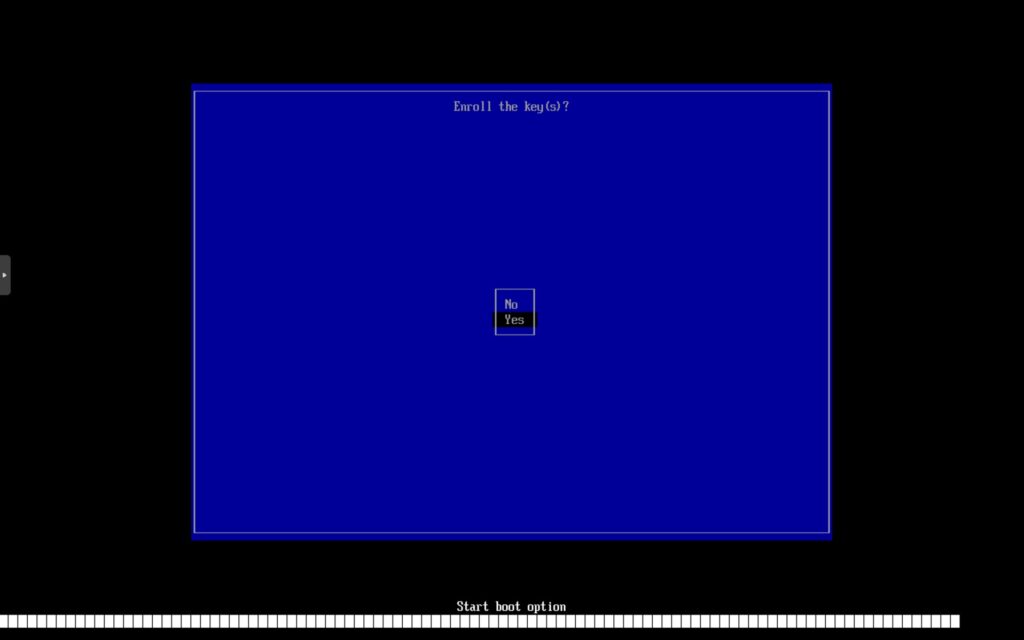 Enroll the key(s)?
No
Yes
Start boot option